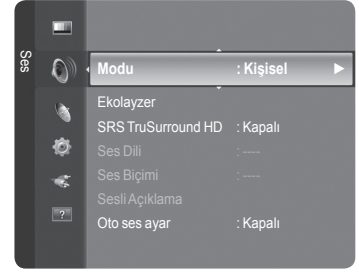 Ses
Modu : Kişisel
Ekolayzer
SRS TruSurround HD : Kapalı
Ses Dili : ----
Ses Biçimi : ----
Sesli Açıklama
Oto ses ayar : Kapalı
?